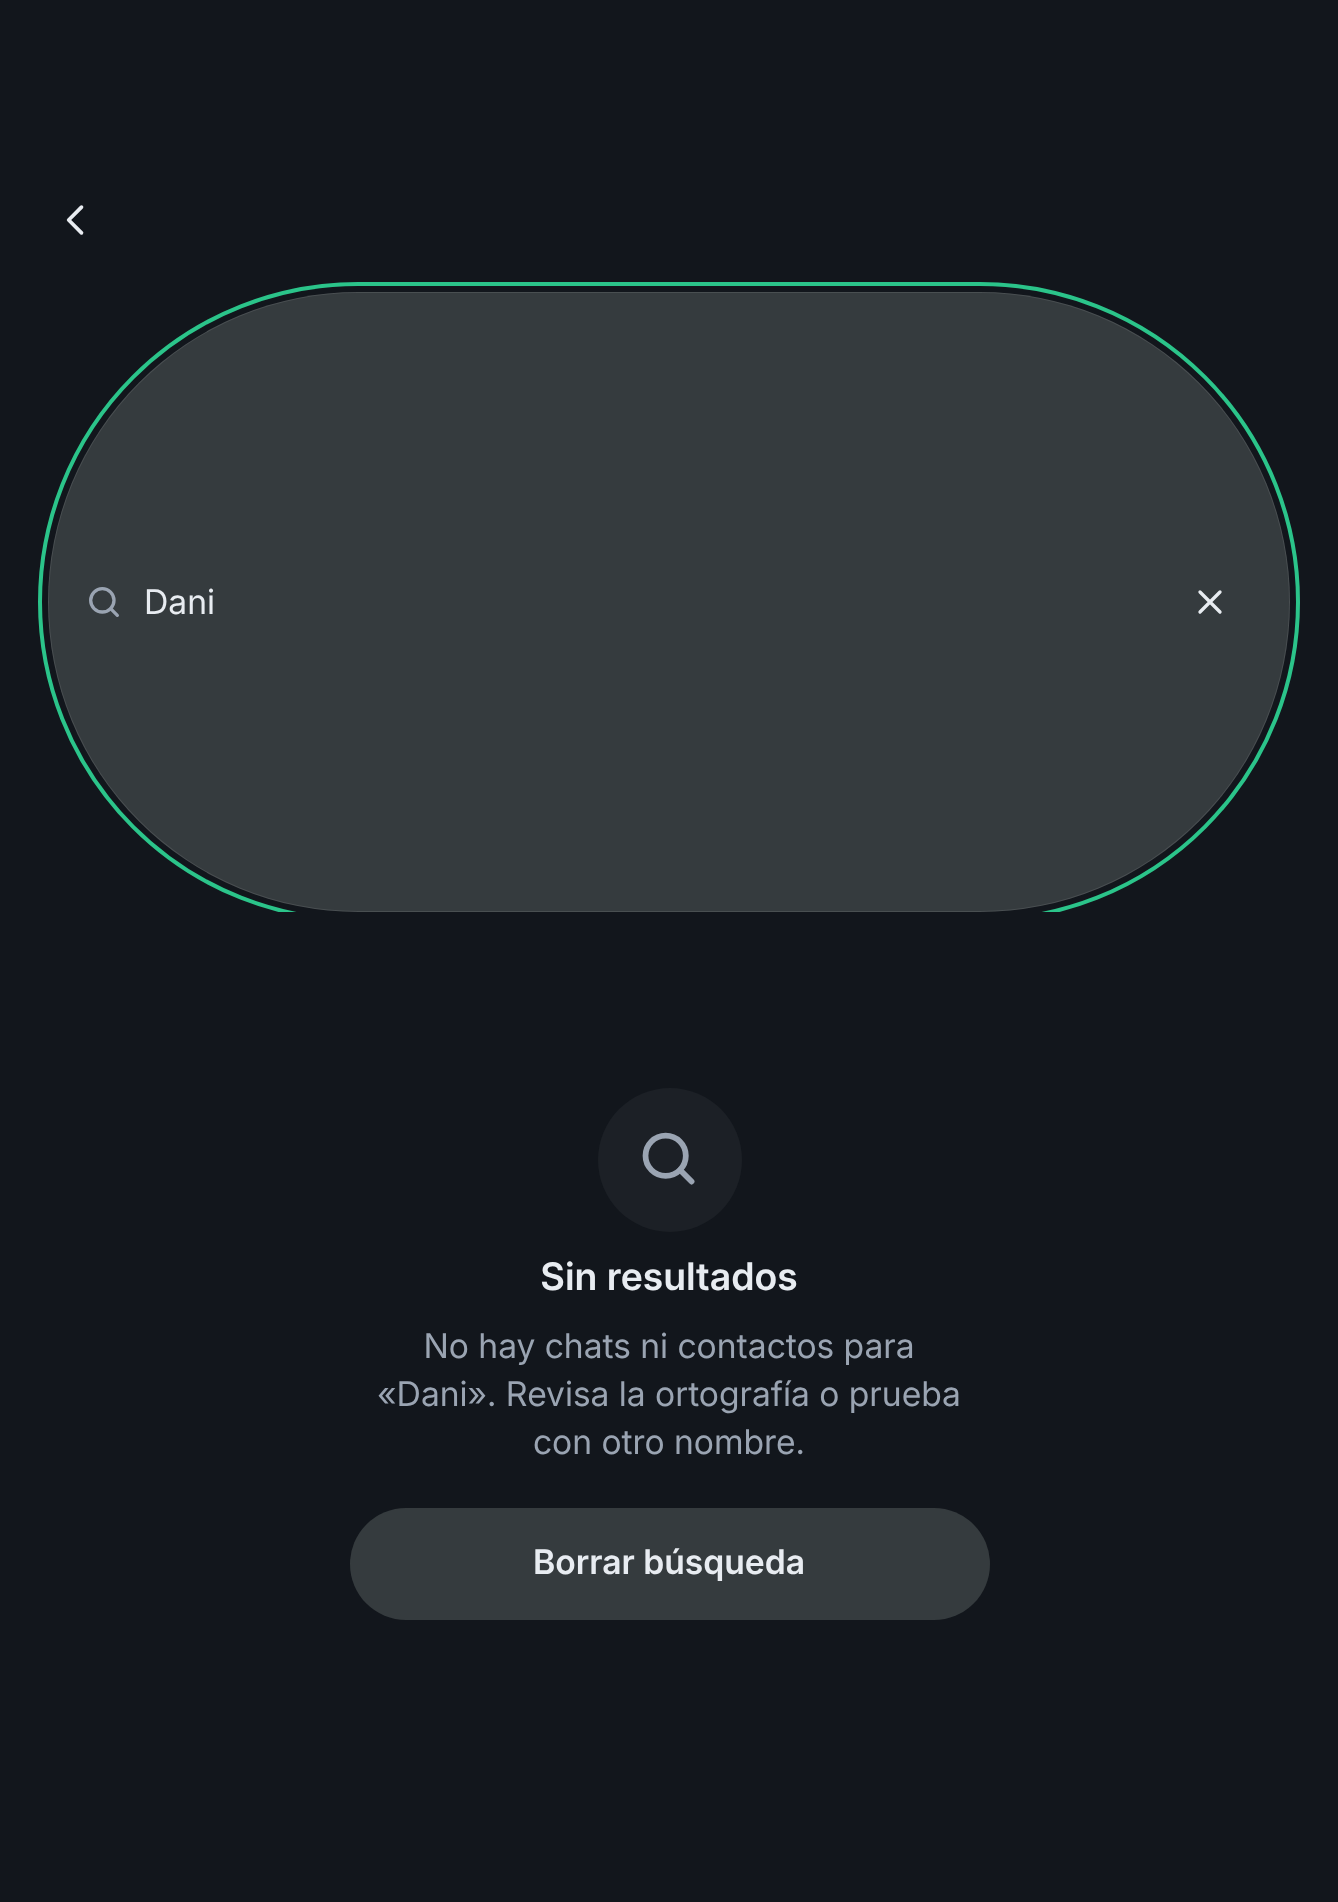 Dani
Sin resultados
No hay chats ni contactos para
«Dani». Revisa la ortografía o prueba
con otro nombre.
Borrar búsqueda